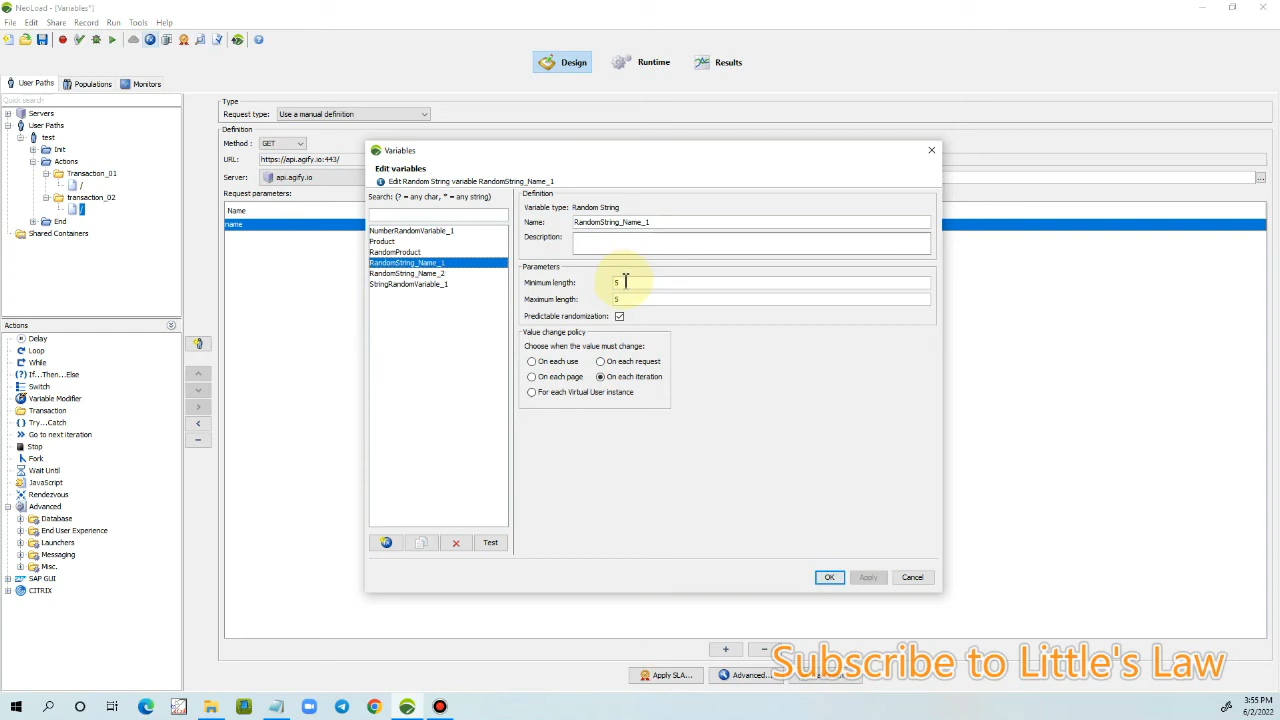 NeoLoad - [Variables*]
File Edit Share Record Run Tools Help
Design Runtime Results
User Paths Populations Monitors
Quick search
Servers
User Paths
test
Init
Actions
Transaction_01
/
transaction_02
/
End
Shared Containers
Type
Request type: Use a manual definition
Definition
Method : GET
URL: https://api.agify.io:443/
Server: api.agify.io
Request parameters:
Name
name
Variables
Edit variables
Edit Random String variable RandomString_Name_1
Search: (? = any char, * = any string)
NumberRandomVariable_1
Product
RandomProduct
RandomString_Name_1
RandomString_Name_2
StringRandomVariable_1
Test
Definition
Variable type: Random String
Name: RandomString_Name_1
Description:
Parameters
Minimum length: 5
Maximum length: 5
Predictable randomization:
Value change policy
Choose when the value must change:
On each use On each request
On each page On each iteration
For each Virtual User instance
OK Apply Cancel
Actions
Delay
Loop
While
If...Then...Else
Switch
Variable Modifier
Transaction
Try...Catch
Go to next iteration
Stop
Fork
Wait Until
JavaScript
Rendezvous
Advanced
Database
End User Experience
Launchers
Messaging
Misc.
SAP GUI
CITRIX
Apply SLA... Advanced...
Subscribe to Little's Law
3:55 PM
6/2/2022